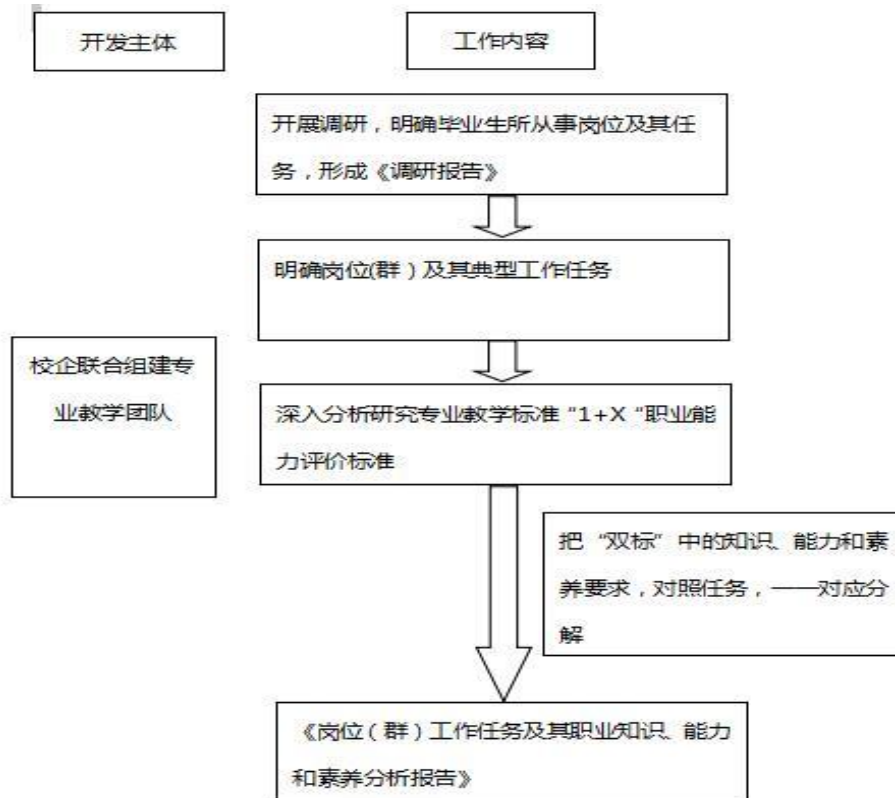 开发主体
工作内容
开展调研，明确毕业生所从事岗位及其任
务，形成《调研报告》
明确岗位(群）及其典型工作任务
校企联合组建专
业教学团队
深入分析研究专业教学标准“1+X“职业能
力评价标准
把“双标”中的知识、能力和素
养要求，对照任务，一一对应分
解
《岗位（群）工作任务及其职业知识、能力
和素养分析报告》